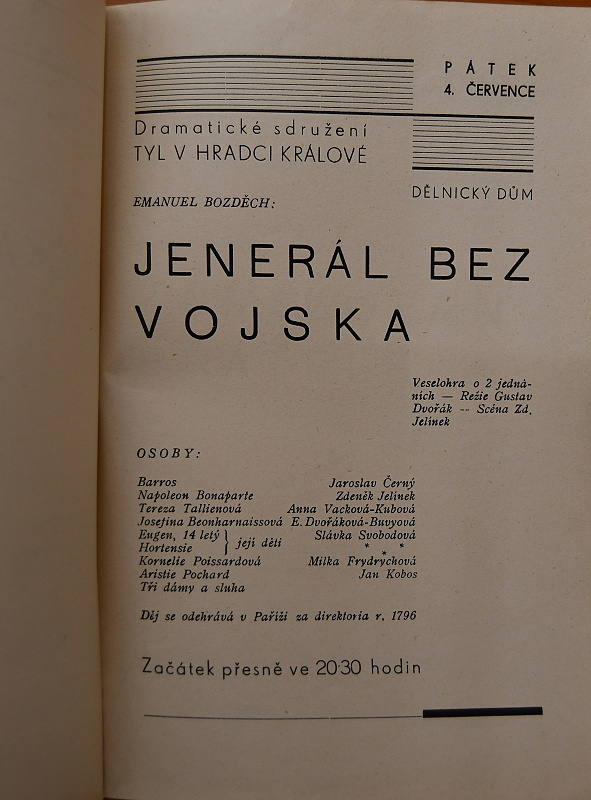 PÁTEK
4. ČERVENCE
Dramatické sdružení
TYL V HRADCI KRÁLOVÉ
DĚLNICKÝ DŮM
EMANUEL BOZDĚCH:
JENERÁL BEZ
VOJSKA
Veselohra o 2 jedná-
ních — Režie Gustav
Dvořák -- Scéna Zd.
Jelínek
OSOBY:
Barros Jaroslav Černý
Napoleon Bonaparte Zdeněk Jelínek
Tereza Tallienová Anna Vacková-Kubová
Josefina Beonharnaissová E. Dvořáková-Buvyová
Eugen, 14 letý } její děti Slávka Svobodová
Hortensie * * *
Kornelie Poissardová Milka Frydrychová
Aristie Pochard Jan Kobos
Tři dámy a sluha
Děj se odehrává v Paříži za direktoria r. 1796
Začátek přesně ve 20·30 hodin